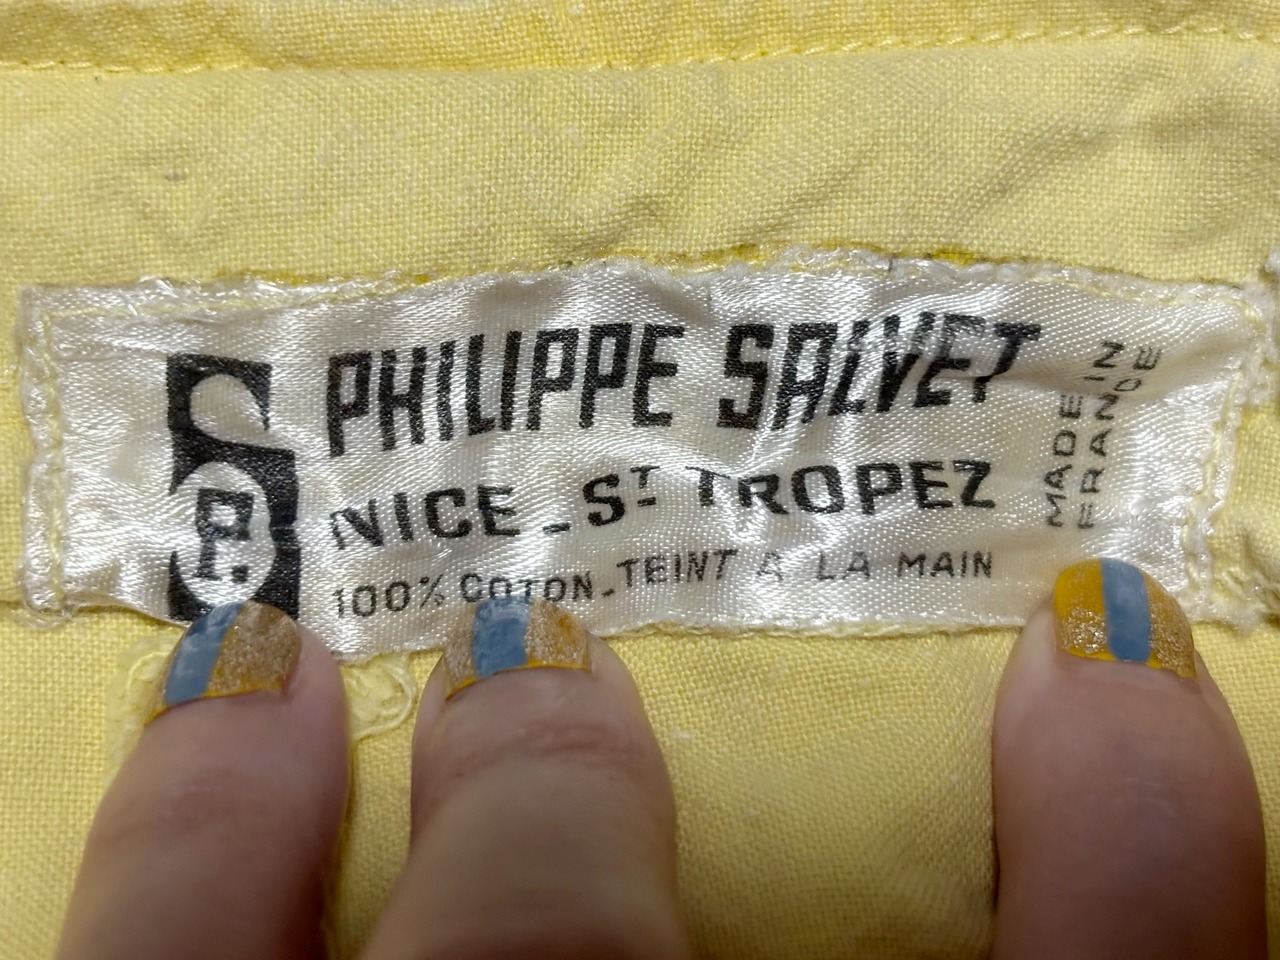 PHILIPPE SALVET
NICE - ST TROPEZ
100% COTON - TEINT A LA MAIN
MADE IN
FRANCE
P.